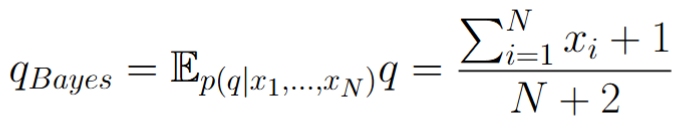 $q_{Bayes} = \mathbb{E}_{p(q|x_1,\ldots,x_N)} q = \frac{\sum_{i=1}^{N} x_i + 1}{N + 2}$